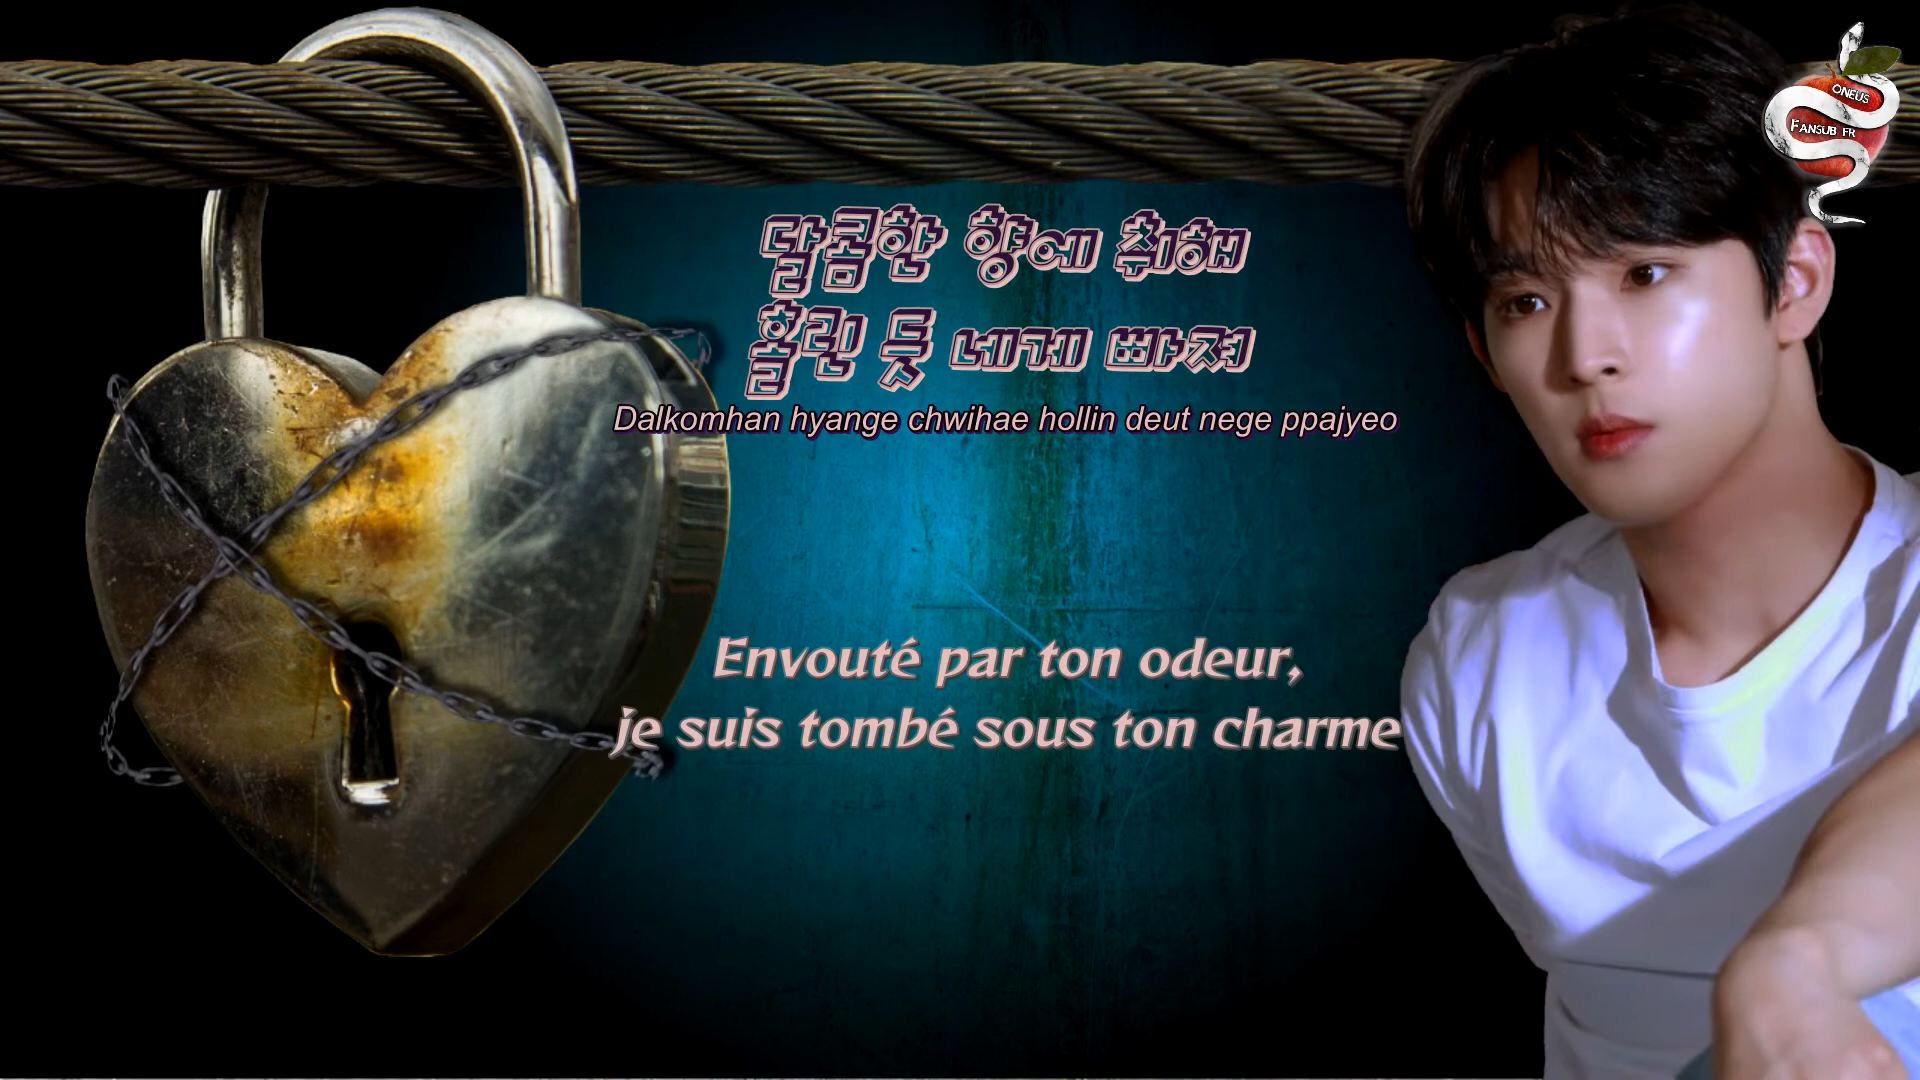 ONEUS
FANSUB FR
달콤한 향에 취해
홀린 듯 네게 빠져
Dalkomhan hyange chwihae hollin deut nege ppajyeo
Envouté par ton odeur,
je suis tombé sous ton charme